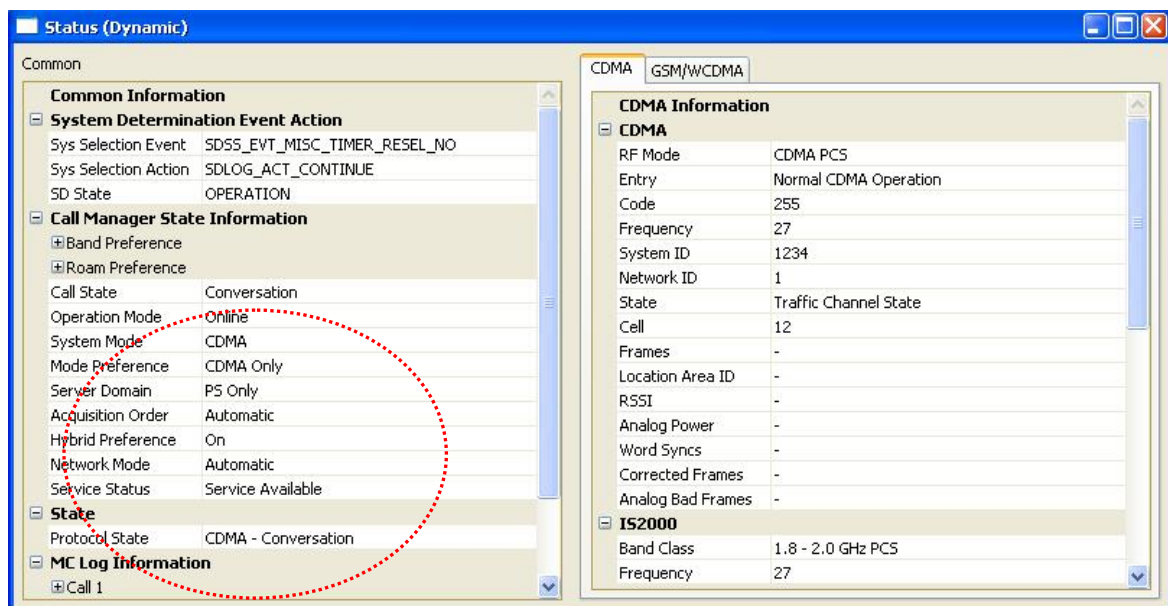 Status (Dynamic)
Common
Common Information
System Determination Event Action
Sys Selection Event SDSS_EVT_MISC_TIMER_RESEL_NO
Sys Selection Action SDLOG_ACT_CONTINUE
SD State OPERATION
Call Manager State Information
Band Preference
Roam Preference
Call State Conversation
Operation Mode Online
System Mode CDMA
Mode Preference CDMA Only
Server Domain PS Only
Acquisition Order Automatic
Hybrid Preference On
Network Mode Automatic
Service Status Service Available
State
Protocol State CDMA - Conversation
MC Log Information
Call 1
CDMA GSM/WCDMA
CDMA Information
CDMA
RF Mode CDMA PCS
Entry Normal CDMA Operation
Code 255
Frequency 27
System ID 1234
Network ID 1
State Traffic Channel State
Cell 12
Frames -
Location Area ID -
RSSI -
Analog Power -
Word Syncs -
Corrected Frames -
Analog Bad Frames -
IS2000
Band Class 1.8 - 2.0 GHz PCS
Frequency 27